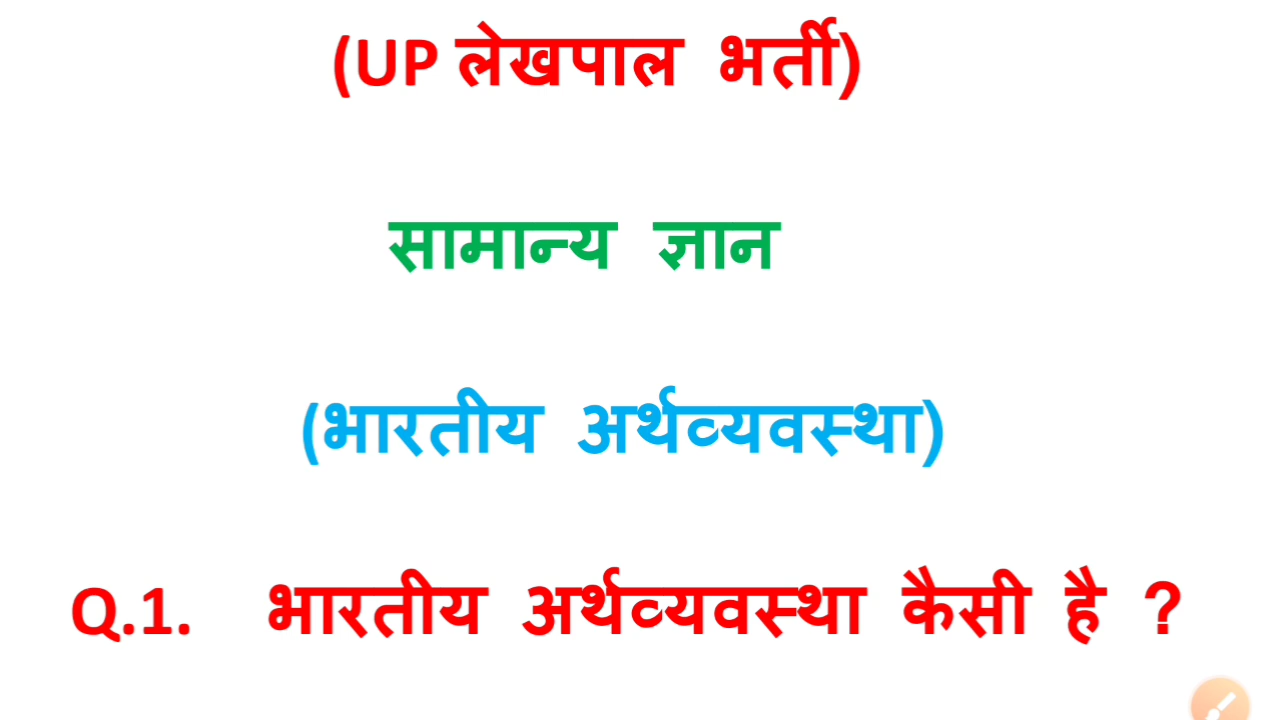 (UP लेखपाल भर्ती)
सामान्य ज्ञान
(भारतीय अर्थव्यवस्था)
Q.1. भारतीय अर्थव्यवस्था कैसी है ?